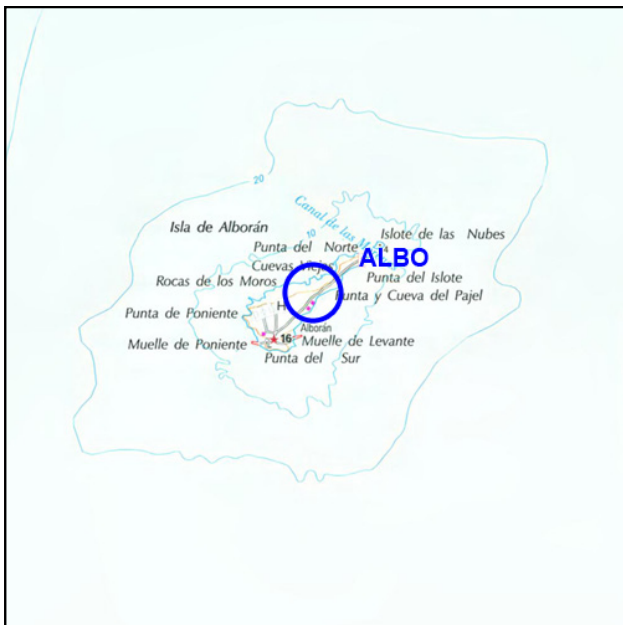 20
Canal de las
10
Isla de Alborán
Islote de las Nubes
Punta del Norte
ALBO
Cuevas Viejas
Punta del Islote
Rocas de los Moros
Punta y Cueva del Pajel
H
Punta de Poniente
Alborán
16
Muelle de Poniente
Muelle de Levante
Punta del Sur